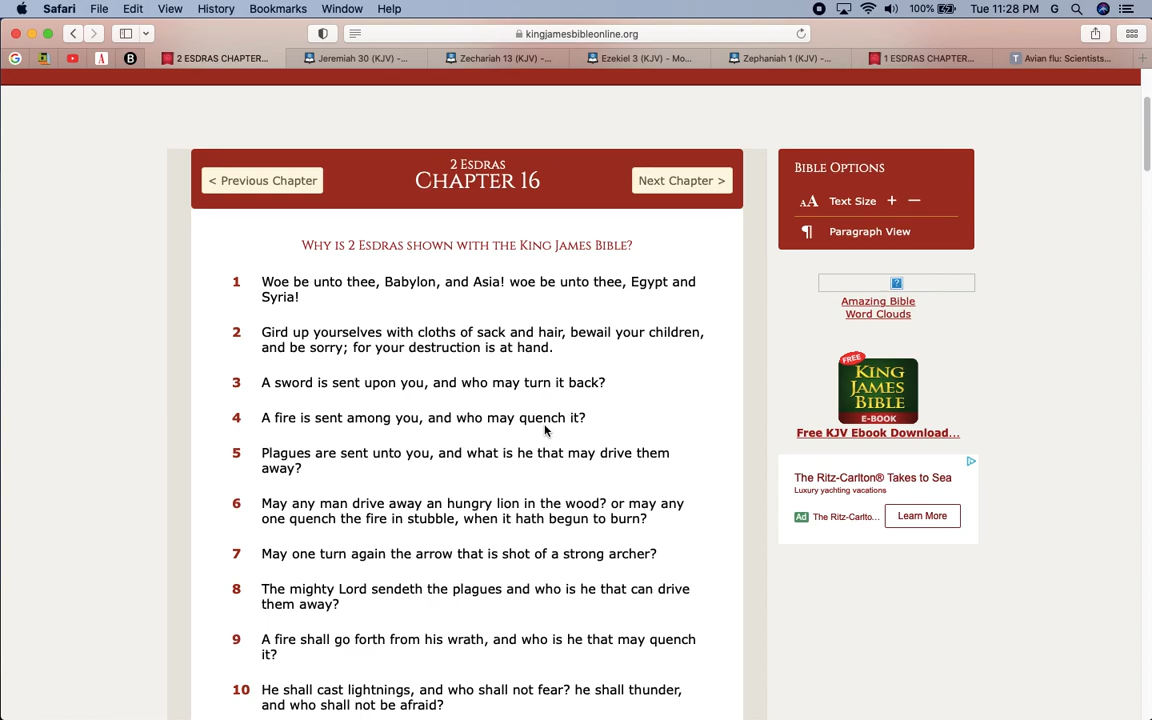 Safari File Edit View History Bookmarks Window Help 100% Tue 11:28 PM G
kingjamesbibleonline.org
2 ESDRAS CHAPTER... Jeremiah 30 (KJV) -... Zechariah 13 (KJV) -... Ezekiel 3 (KJV) - Mo... Zephaniah 1 (KJV) -... 1 ESDRAS CHAPTER... Avian flu: Scientists...
< Previous Chapter
2 ESDRAS
CHAPTER 16
Next Chapter >
WHY IS 2 ESDRAS SHOWN WITH THE KING JAMES BIBLE?
1 Woe be unto thee, Babylon, and Asia! woe be unto thee, Egypt and
Syria!
2 Gird up yourselves with cloths of sack and hair, bewail your children,
and be sorry; for your destruction is at hand.
3 A sword is sent upon you, and who may turn it back?
4 A fire is sent among you, and who may quench it?
5 Plagues are sent unto you, and what is he that may drive them
away?
6 May any man drive away an hungry lion in the wood? or may any
one quench the fire in stubble, when it hath begun to burn?
7 May one turn again the arrow that is shot of a strong archer?
8 The mighty Lord sendeth the plagues and who is he that can drive
them away?
9 A fire shall go forth from his wrath, and who is he that may quench
it?
10 He shall cast lightnings, and who shall not fear? he shall thunder,
and who shall not be afraid?
BIBLE OPTIONS
AA Text Size + —
¶ Paragraph View
?
Amazing Bible
Word Clouds
FREE
KING
JAMES
BIBLE
E-BOOK
Free KJV Ebook Download...
The Ritz-Carlton® Takes to Sea
Luxury yachting vacations
Ad The Ritz-Carlto... Learn More